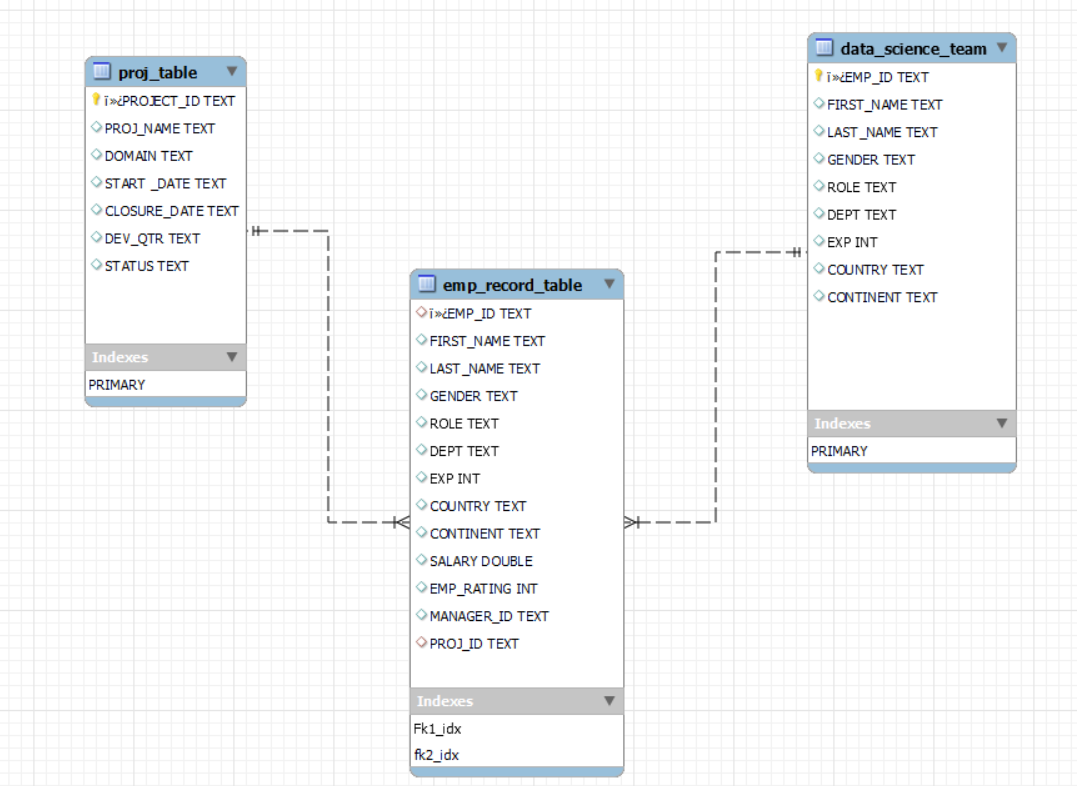 proj_table
ï»¿PROJECT_ID TEXT
PROJ_NAME TEXT
DOMAIN TEXT
START _DATE TEXT
CLOSURE_DATE TEXT
DEV_QTR TEXT
STATUS TEXT
Indexes
PRIMARY
emp_record_table
ï»¿EMP_ID TEXT
FIRST_NAME TEXT
LAST_NAME TEXT
GENDER TEXT
ROLE TEXT
DEPT TEXT
EXP INT
COUNTRY TEXT
CONTINENT TEXT
SALARY DOUBLE
EMP_RATING INT
MANAGER_ID TEXT
PROJ_ID TEXT
Indexes
Fk1_idx
fk2_idx
data_science_team
ï»¿EMP_ID TEXT
FIRST_NAME TEXT
LAST_NAME TEXT
GENDER TEXT
ROLE TEXT
DEPT TEXT
EXP INT
COUNTRY TEXT
CONTINENT TEXT
Indexes
PRIMARY